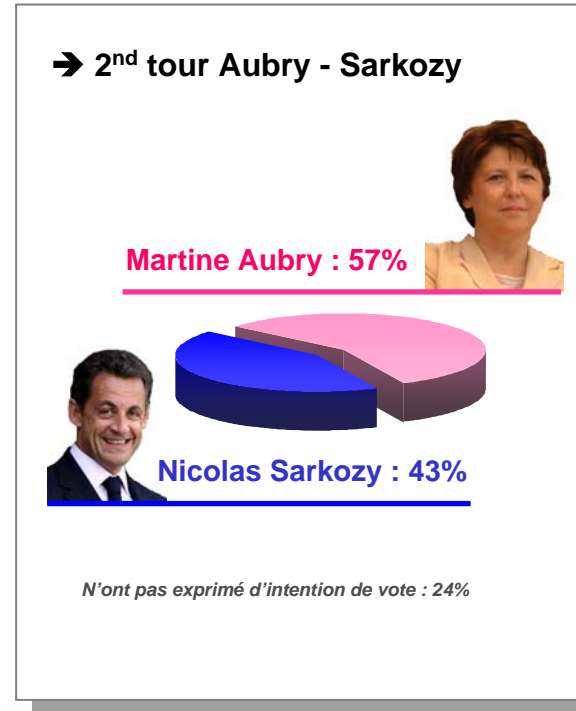 ➔ 2nd tour Aubry - Sarkozy
Martine Aubry : 57%
Nicolas Sarkozy : 43%
N'ont pas exprimé d'intention de vote : 24%